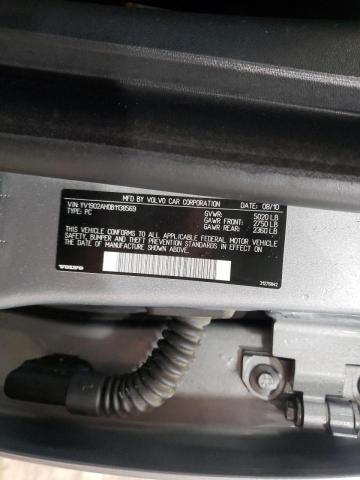 MFD BY VOLVO CAR CORPORATION
VIN: YV1902AH0B1138569 DATE: 08/10
TYPE: PC GVWR: 5020 LB
GAWR FRONT: 2750 LB
GAWR REAR: 2360 LB
THIS VEHICLE CONFORMS TO ALL APPLICABLE FEDERAL MOTOR VEHICLE
SAFETY, BUMPER AND THEFT PREVENTION STANDARDS IN EFFECT ON THE
DATE OF MANUFACTURE SHOWN ABOVE.
VOLVO